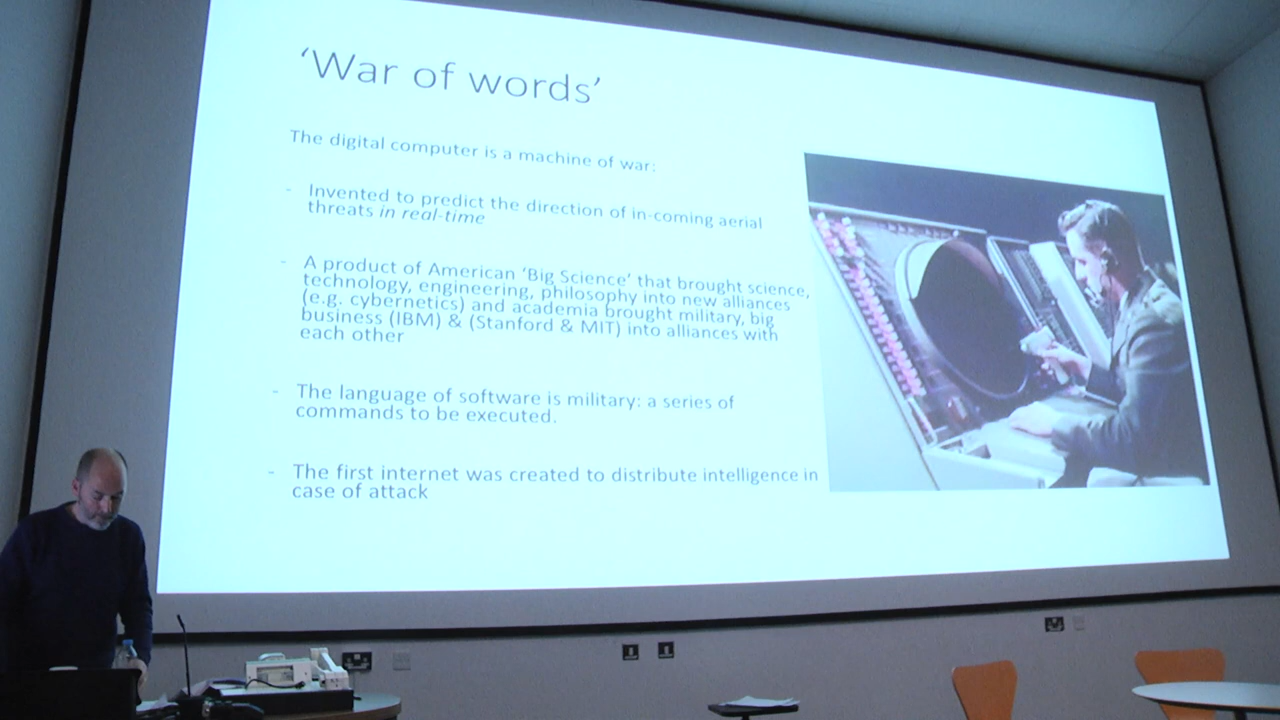 ‘War of words’
The digital computer is a machine of war:
- Invented to predict the direction of in-coming aerial
threats in real-time
- A product of American ‘Big Science’ that brought science,
technology, engineering, philosophy into new alliances
(e.g. cybernetics) and academia brought military, big
business (IBM) & (Stanford & MIT) into alliances with
each other
- The language of software is military: a series of
commands to be executed.
- The first internet was created to distribute intelligence in
case of attack